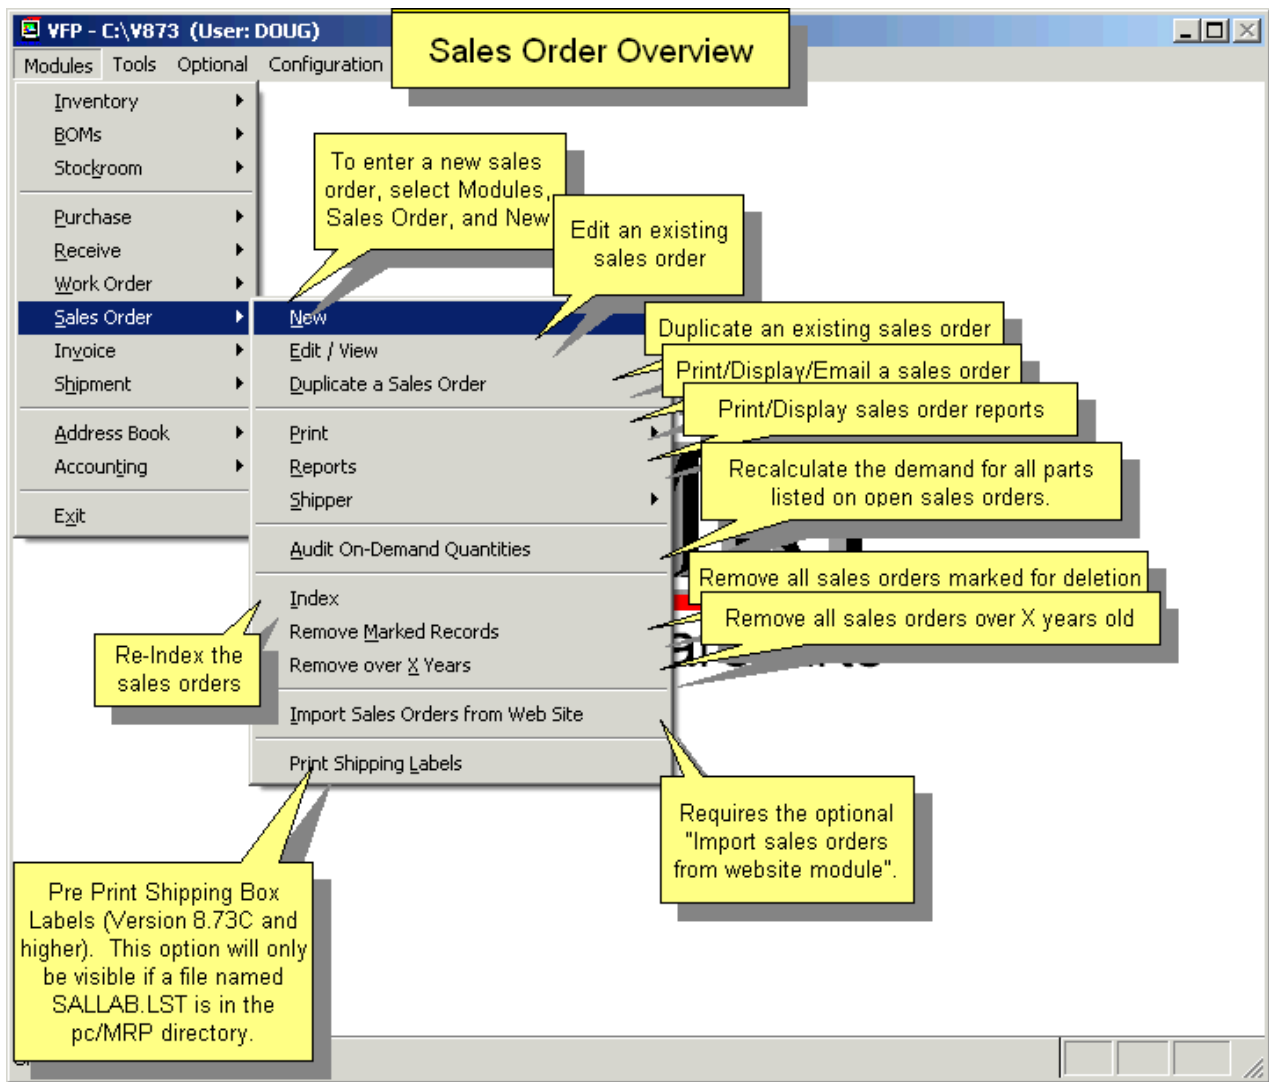 VFP - C:\V873 (User: DOUG)
Sales Order Overview
Modules Tools Optional Configuration
Inventory
BOMs
Stockroom
Purchase
Receive
Work Order
Sales Order
Invoice
Shipment
Address Book
Accounting
Exit
To enter a new sales
order, select Modules,
Sales Order, and New
Edit an existing
sales order
New
Edit / View
Duplicate a Sales Order
Print
Reports
Shipper
Audit On-Demand Quantities
Index
Remove Marked Records
Remove over X Years
Import Sales Orders from Web Site
Print Shipping Labels
Duplicate an existing sales order
Print/Display/Email a sales order
Print/Display sales order reports
Recalculate the demand for all parts
listed on open sales orders.
Remove all sales orders marked for deletion
Remove all sales orders over X years old
Re-Index the
sales orders
Requires the optional
"Import sales orders
from website module".
Pre Print Shipping Box
Labels (Version 8.73C and
higher). This option will only
be visible if a file named
SALLAB.LST is in the
pc/MRP directory.